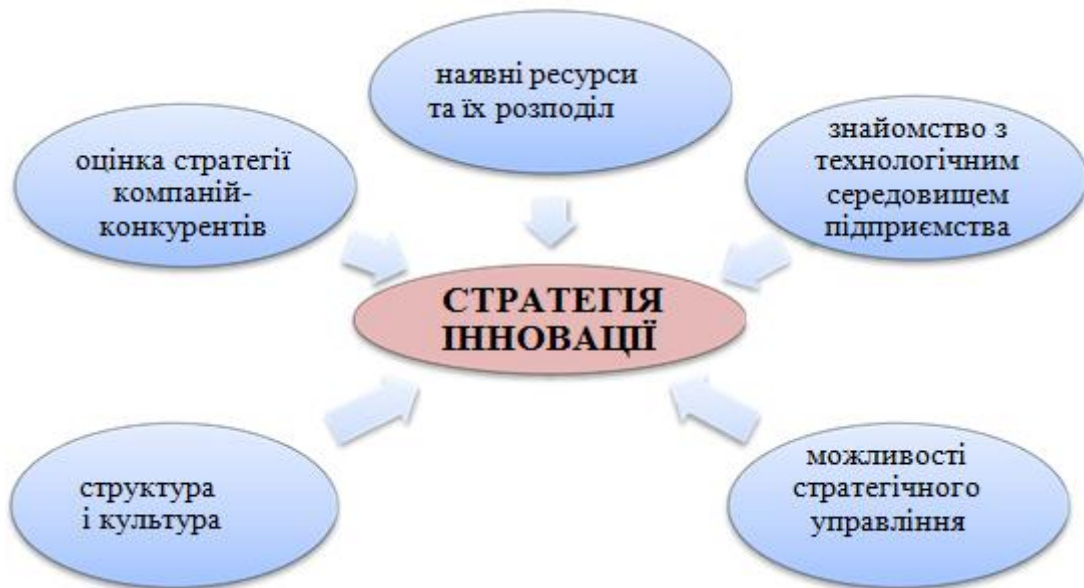 наявні ресурси
та їх розподіл
оцінка стратегії
компаній-
конкурентів
знайомство з
технологічним
середовищем
підприємства
СТРАТЕГІЯ
ІННОВАЦІЇ
структура
і культура
можливості
стратегічного
управління